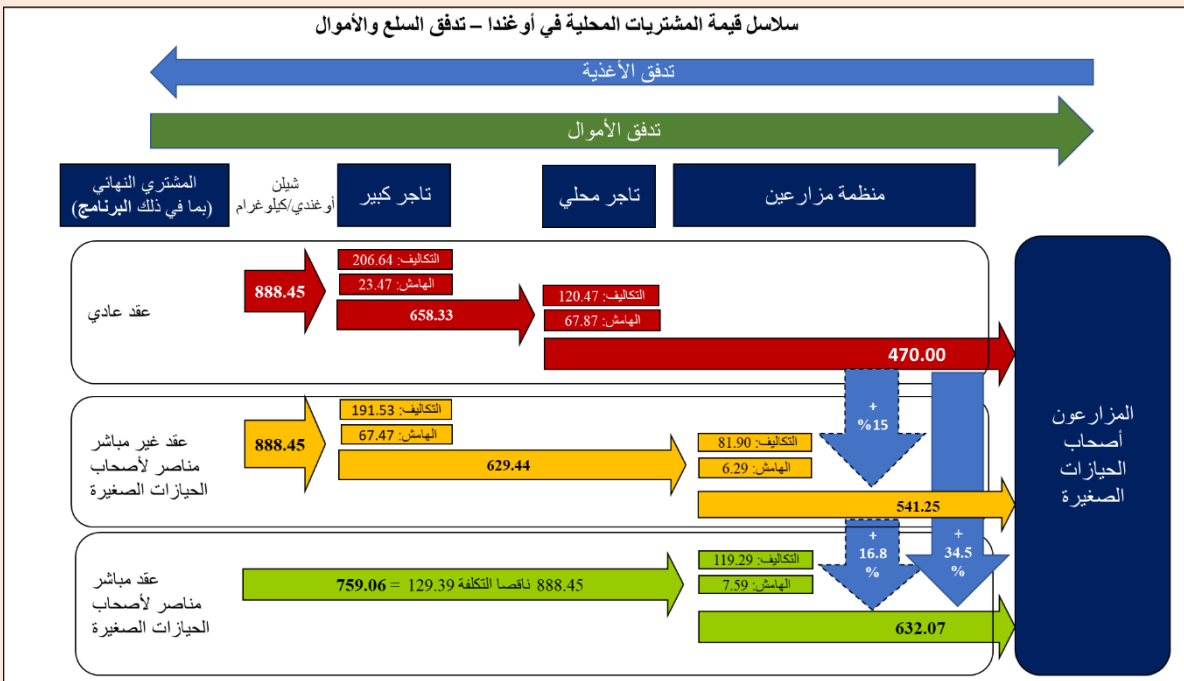 سلاسل قيمة المشتريات المحلية في أوغندا – تدفق السلع والأموال
تدفق الأغذية
تدفق الأموال
منظمة مزارعين
تاجر محلي
تاجر كبير
شيلن
أوغندي/كيلوغرام
المشتري النهائي
(بما في ذلك البرنامج)
عقد عادي
888.45
التكاليف: 206.64
الهامش: 23.47
658.33
التكاليف: 120.47
الهامش: 67.87
470.00
+
%15
عقد غير مباشر
مناصر لأصحاب
الحيازات الصغيرة
888.45
التكاليف: 191.53
الهامش: 67.47
629.44
التكاليف: 81.90
الهامش: 6.29
541.25
+
16.8
%
+
34.5
%
عقد مباشر
مناصر لأصحاب
الحيازات الصغيرة
888.45 ناقصا التكلفة 129.39 = 759.06
التكاليف: 119.29
الهامش: 7.59
632.07
المزارعون
أصحاب
الحيازات
الصغيرة